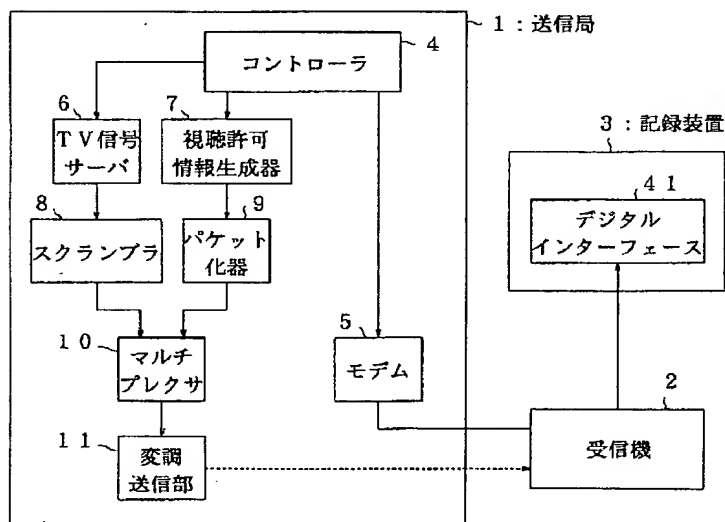 1：送信局
4
コントローラ
6
7
TV信号
サーバ
視聴許可
情報生成器
3：記録装置
41
デジタル
インターフェース
8
9
スクランブラ
パケット
化器
10
5
マルチ
プレクサ
モデム
2
受信機
11
変調
送信部